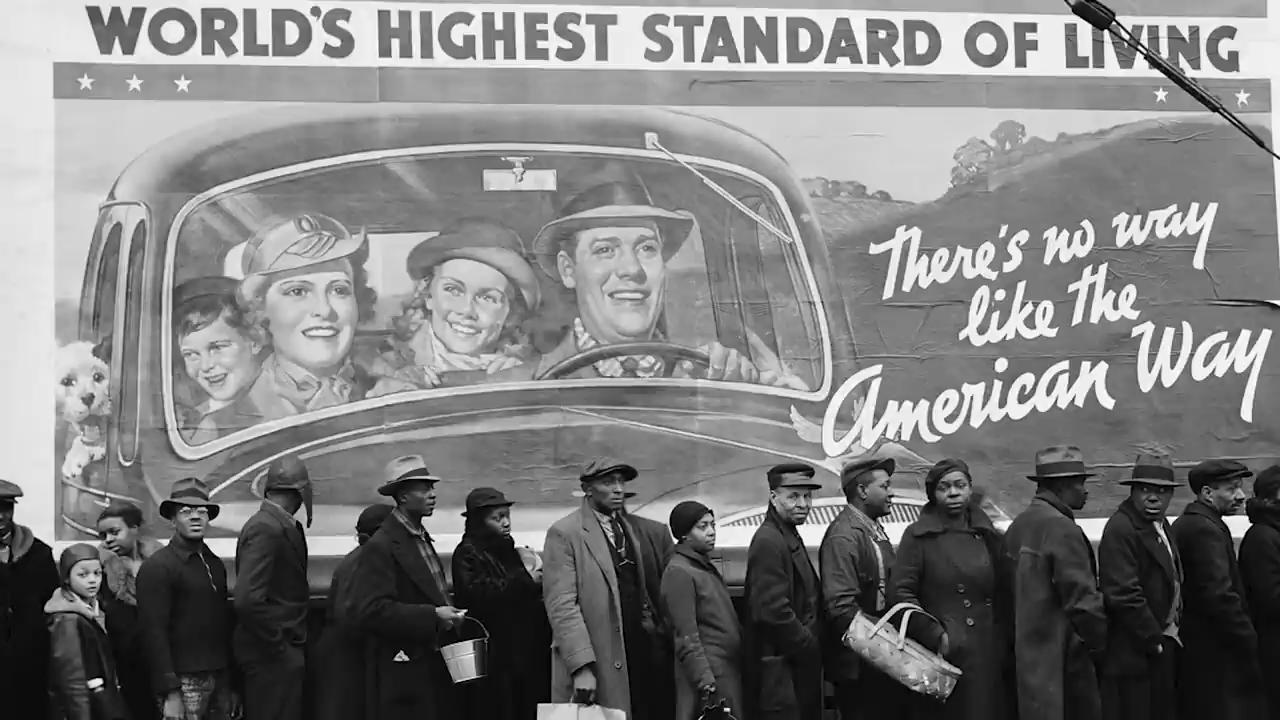 WORLD'S HIGHEST STANDARD OF LIVING
There's no way
like the
American Way